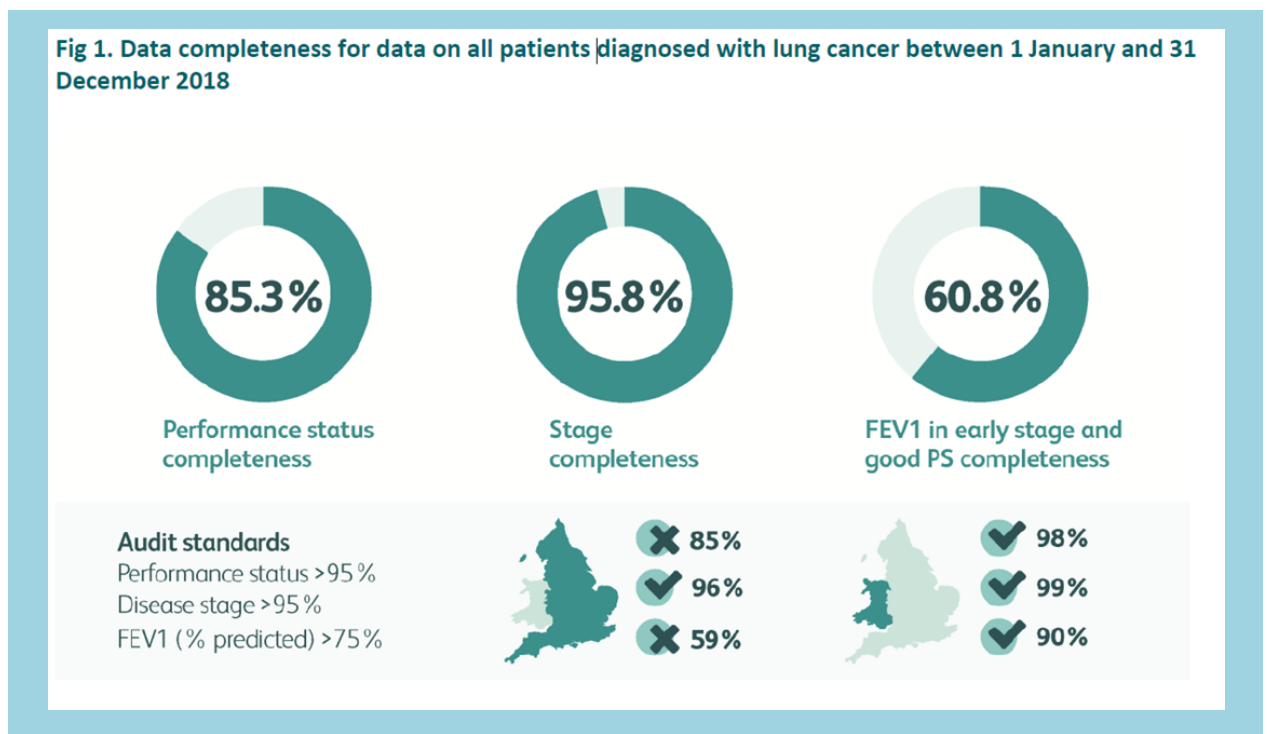 Fig 1. Data completeness for data on all patients diagnosed with lung cancer between 1 January and 31
December 2018
85.3%
95.8%
60.8%
Performance status
completeness
Stage
completeness
FEV1 in early stage and
good PS completeness
Audit standards
Performance status >95%
Disease stage >95%
FEV1 (% predicted) >75%
85%
96%
59%
98%
99%
90%